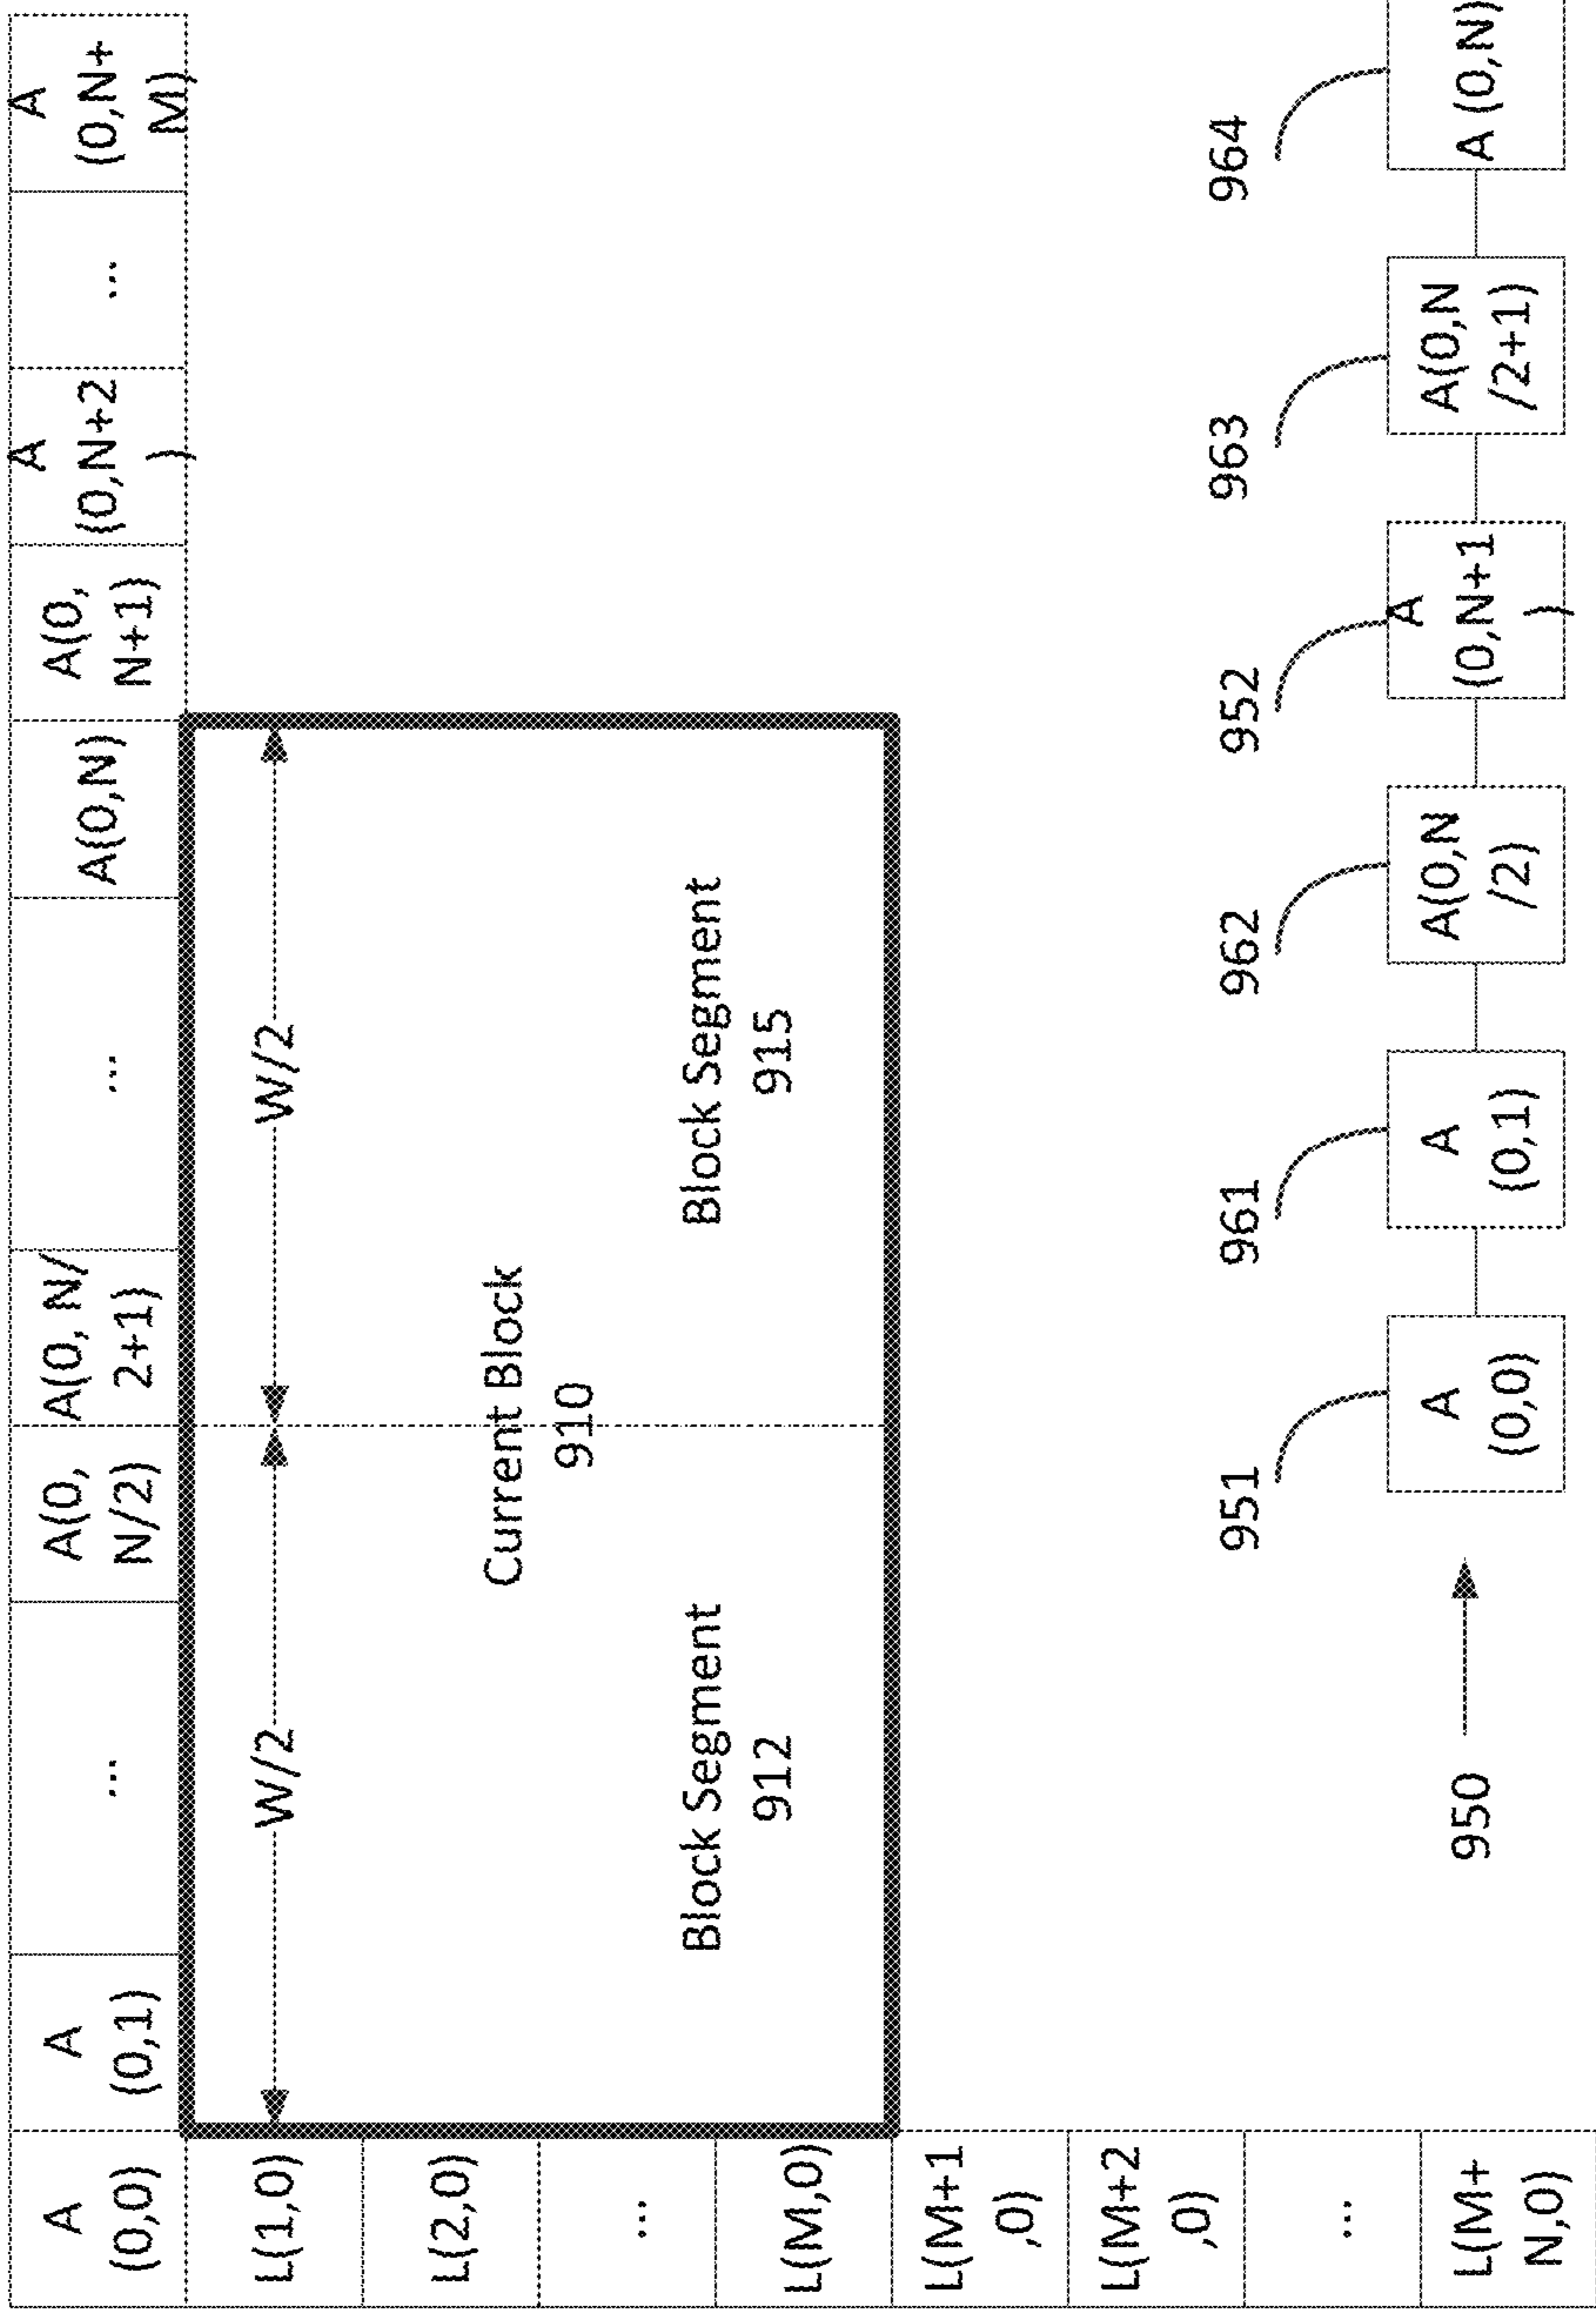 A
(0,0)
A
(0,1)
...
A(0,
N/2)
A(0, N/
2+1)
...
A(0,N)
A(0,
N+1)
A
(0,N+2
)
...
A
(0,N+
M)
L(1,0)
L(2,0)
...
L(M,0)
L(M+1
,0)
L(M+2
,0)
...
L(M+
N,0)
W/2
W/2
Current Block
910
Block Segment
912
Block Segment
915
950
951
961
962
952
963
964
A
(0,0)
A
(0,1)
A(0,N
/2)
A
(0,N+1
)
A(0,N
/2+1)
A (0,N)